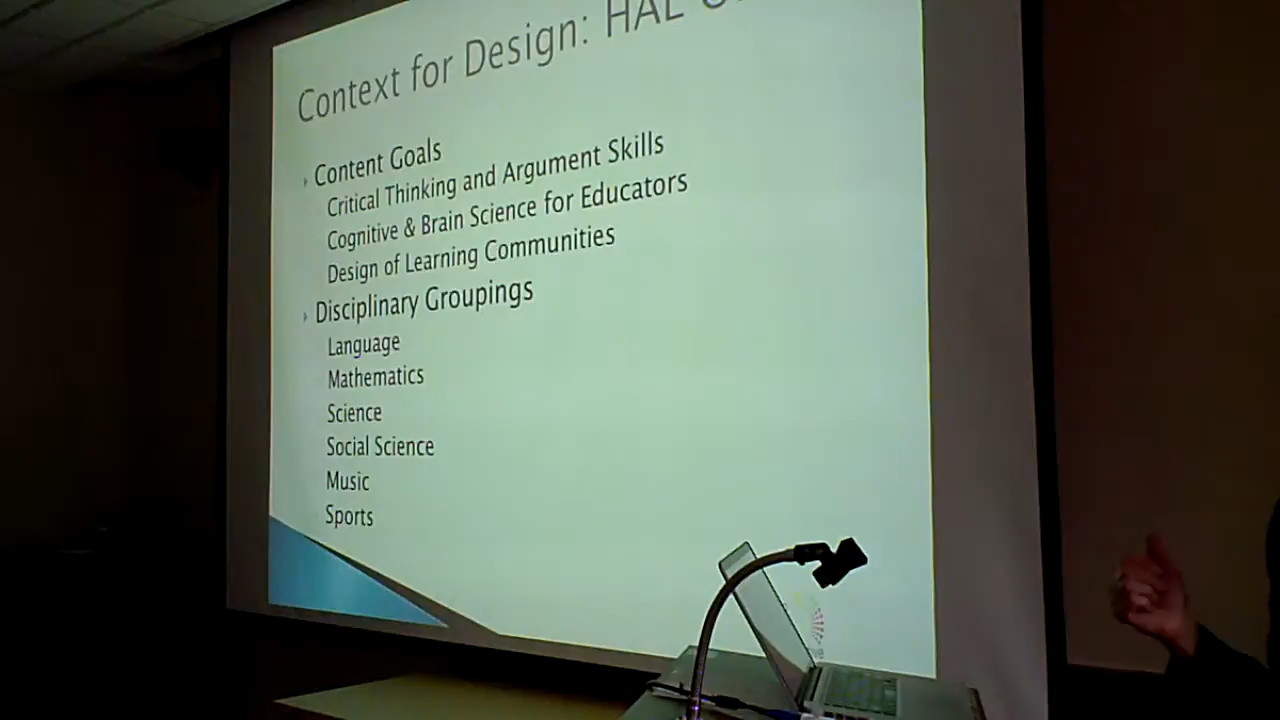 Context for Design: HAL
Content Goals
Critical Thinking and Argument Skills
Cognitive & Brain Science for Educators
Design of Learning Communities
Disciplinary Groupings
Language
Mathematics
Science
Social Science
Music
Sports